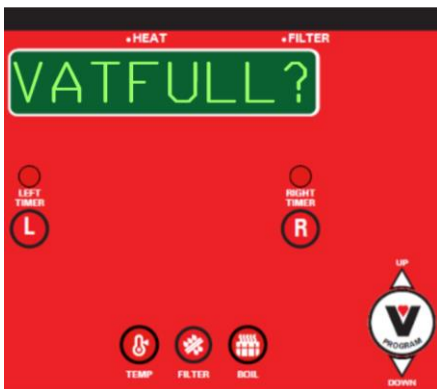 •HEAT •FILTER
VATFULL?
LEFT
TIMER
RIGHT
TIMER
L
R
UP
V
PROGRAM
DOWN
TEMP FILTER BOIL